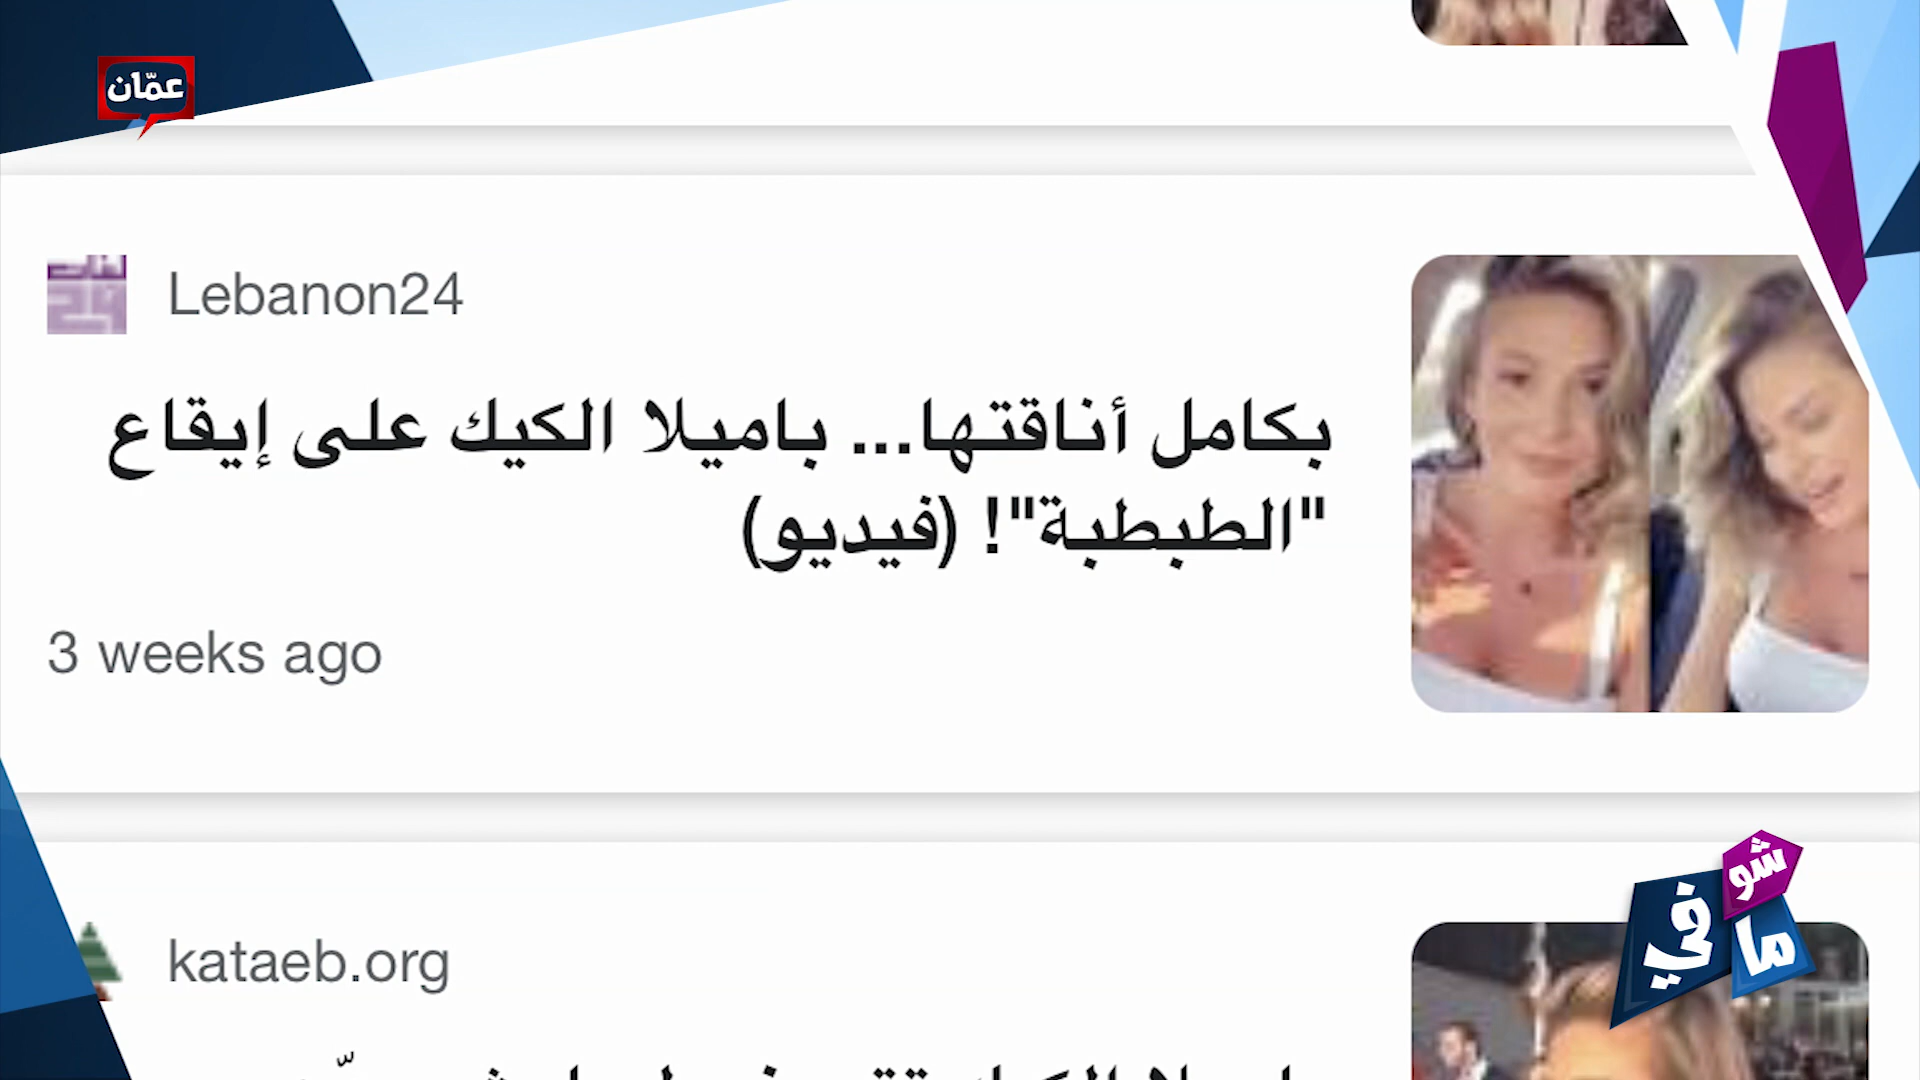 عمّان
Lebanon24
بكامل أناقتها... باميلا الكيك على إيقاع
"الطبطبة"! (فيديو)
3 weeks ago
شو
ما
في
kataeb.org